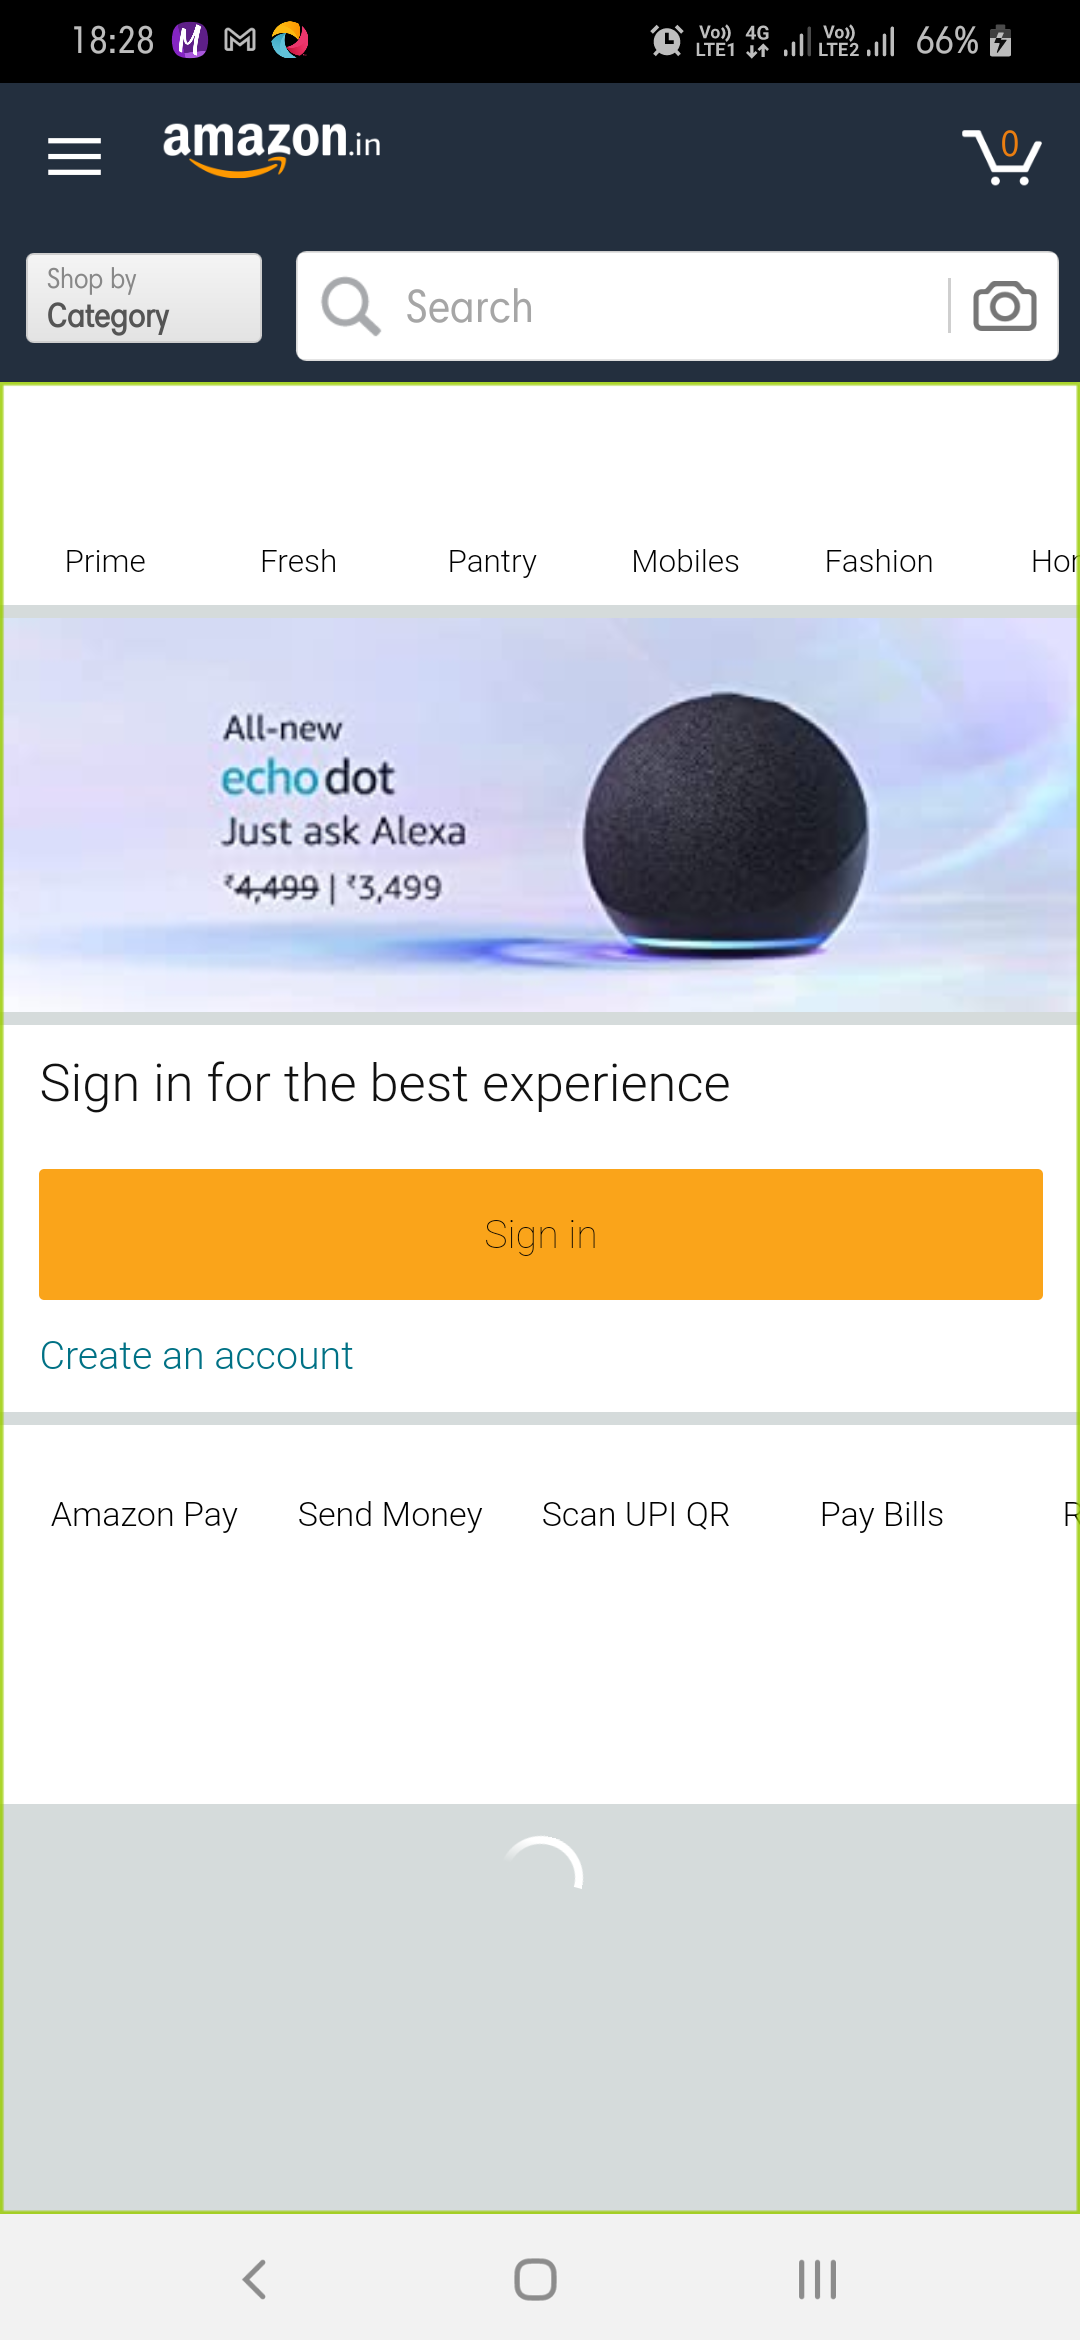 18:28 M Vo)) LTE1 4G Vo)) LTE2 66%
amazon.in
0
Shop by
Category
Search
Prime Fresh Pantry Mobiles Fashion Hor
All-new
echo dot
Just ask Alexa
₹4,499 | ₹3,499
Sign in for the best experience
Sign in
Create an account
Amazon Pay Send Money Scan UPI QR Pay Bills